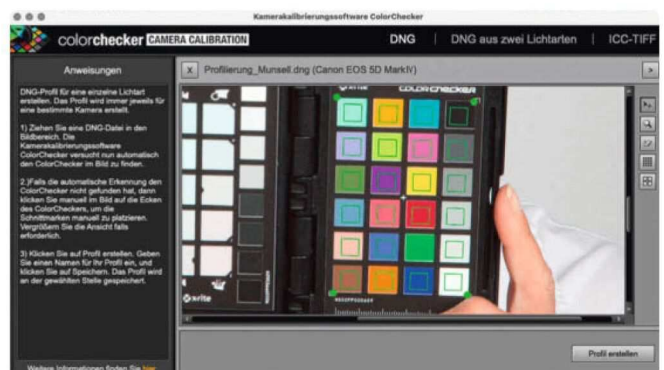 Kamerakalibrierungssoftware ColorChecker
colorchecker CAMERA CALIBRATION
DNG | DNG aus zwei Lichtarten | ICC-TIFF
Anweisungen
DNG-Profil für eine einzelne Lichtart
erstellen. Das Profil wird immer jeweils für
eine bestimmte Kamera erstellt.
1) Ziehen Sie eine DNG-Datei in den
Bildbereich. Die
Kamerakalibrierungssoftware
ColorChecker versucht nun automatisch
den ColorChecker im Bild zu finden.
2.)Falls die automatische Erkennung den
ColorChecker nicht gefunden hat, dann
klicken Sie manuell im Bild auf die Ecken
des ColorCheckers, um die
Schnittmarken manuell zu platzieren.
Vergrößern Sie die Ansicht falls
erforderlich.
3) Klicken Sie auf Profil erstellen. Geben
Sie einen Namen für Ihr Profil ein, und
klicken Sie auf Speichern. Das Profil wird
an der gewählten Stelle gespeichert.
Weitere Informationen finden Sie hier
X Profilierung_Munsell.dng (Canon EOS 5D MarkIV) >
x-rite COLORCHECKER
x-rite
Profil erstellen